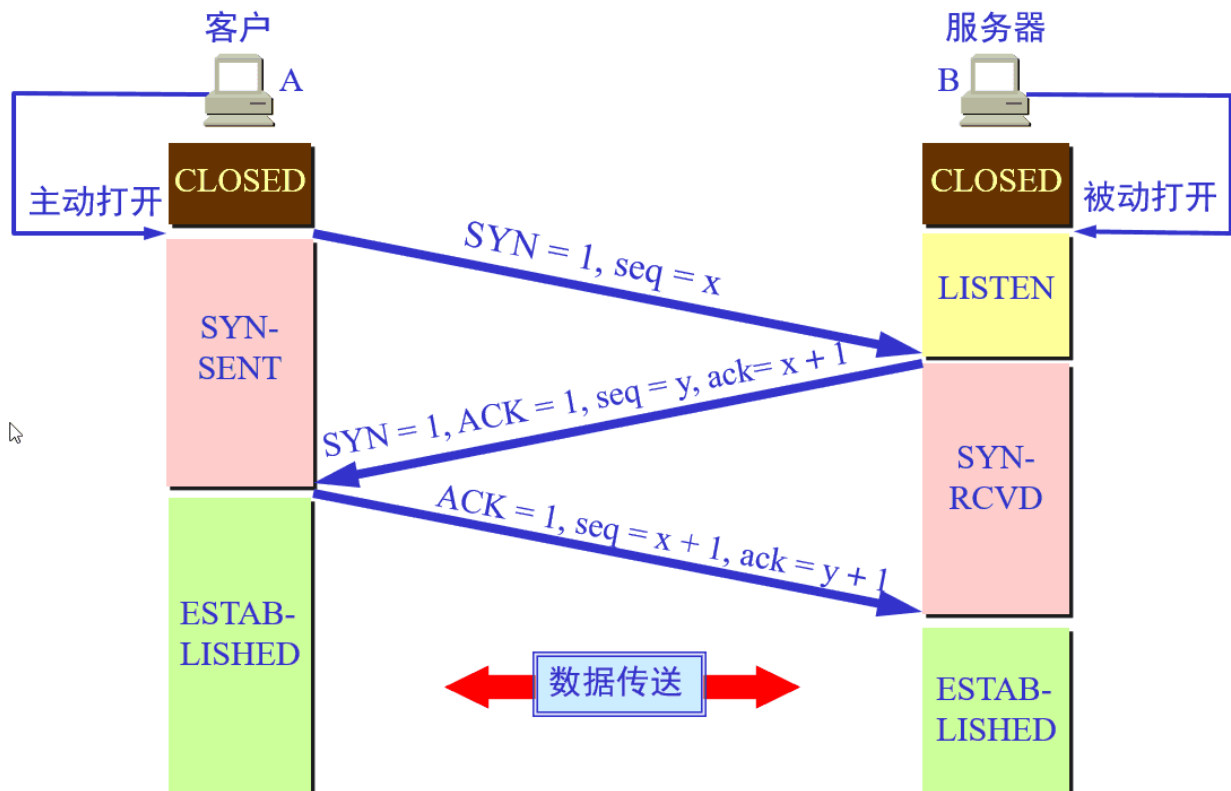 客户
服务器
A
B
CLOSED
CLOSED
主动打开
被动打开
SYN = 1, seq = x
LISTEN
SYN-
SENT
SYN = 1, ACK = 1, seq = y, ack= x + 1
SYN-
RCVD
ACK = 1, seq = x + 1, ack = y + 1
ESTAB-
LISHED
数据传送
ESTAB-
LISHED